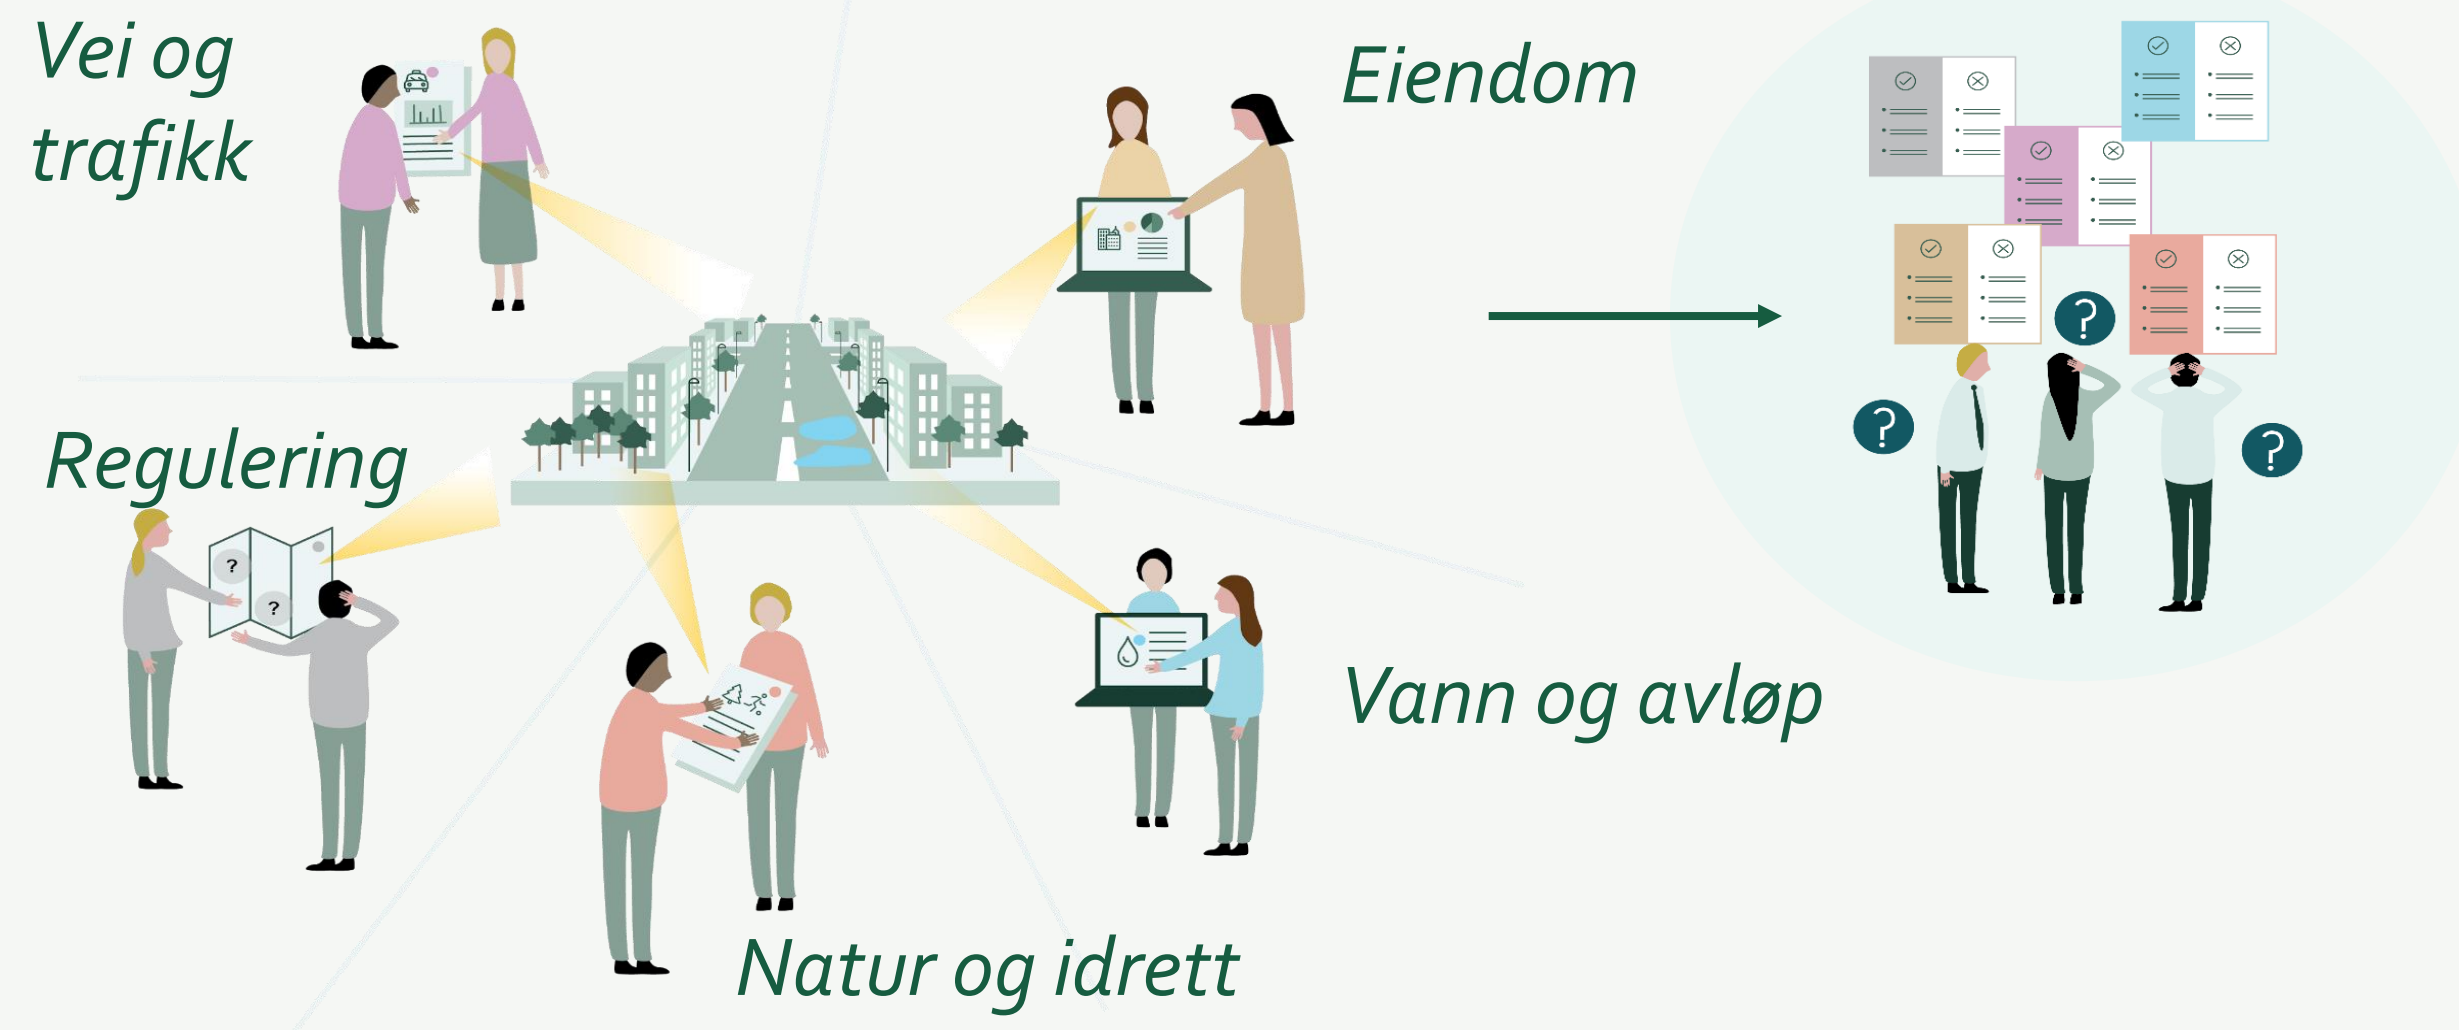 Vei og
trafikk
Eiendom
?
?
?
Regulering
?
?
Vann og avløp
Natur og idrett